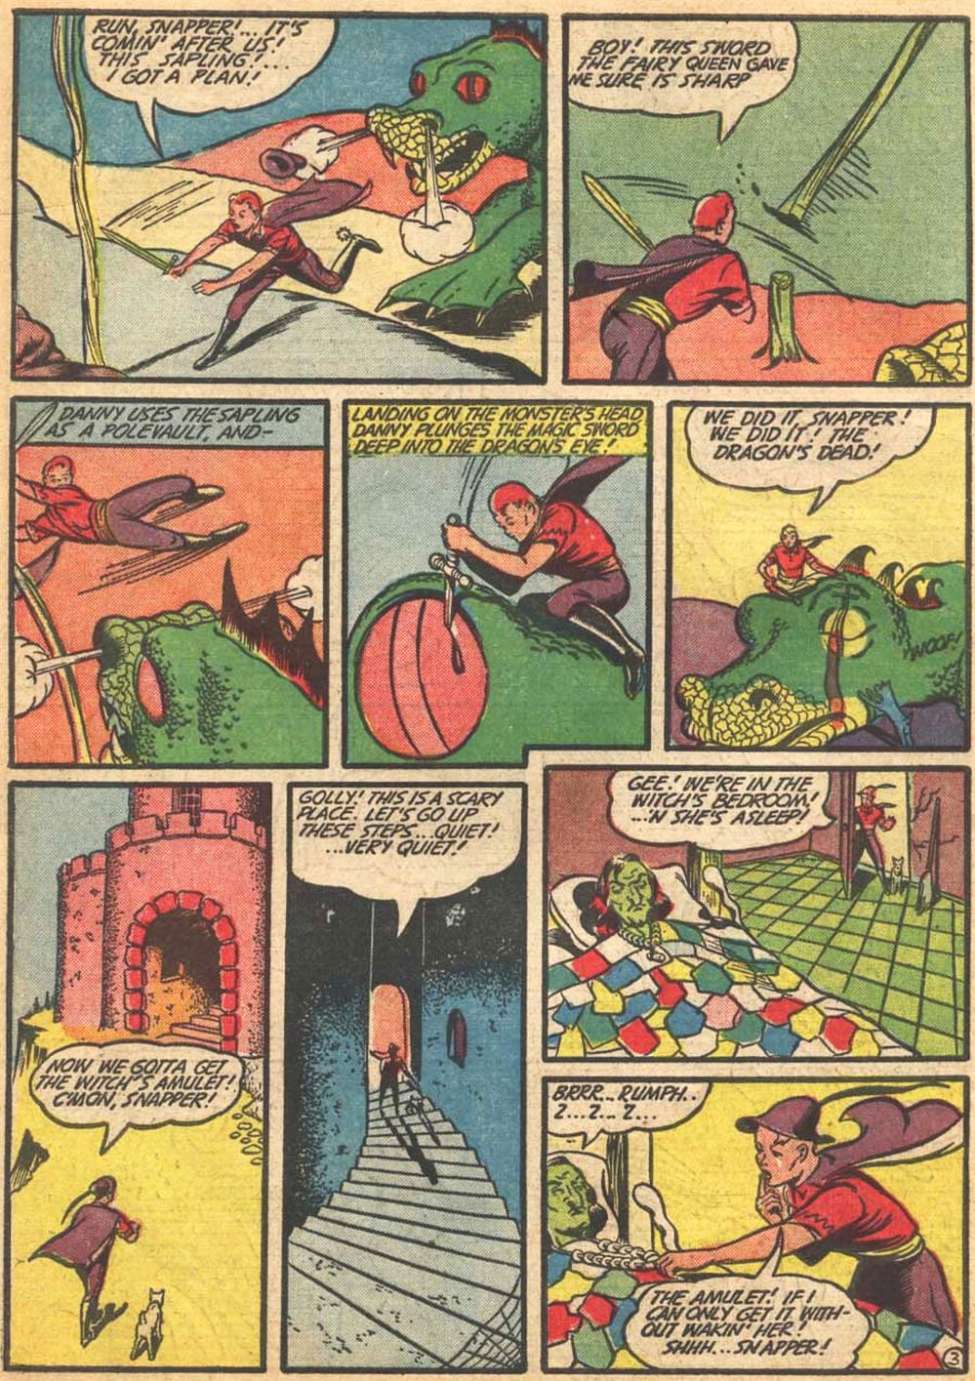 RUN, SNAPPER!... IT'S
COMIN' AFTER US!
THIS SAPLING!...
I GOT A PLAN!
BOY! THIS SWORD
THE FAIRY QUEEN GAVE
ME SURE IS SHARP
DANNY USES THE SAPLING
AS A POLEVAULT, AND-
LANDING ON THE MONSTER'S HEAD
DANNY PLUNGES THE MAGIC SWORD
DEEP INTO THE DRAGON'S EYE!
WE DID IT, SNAPPER!
WE DID IT! THE
DRAGON'S DEAD!
WOOF!
NOW WE GOTTA GET
THE WITCH'S AMULET!
C'MON, SNAPPER!
GOLLY! THIS IS A SCARY
PLACE. LET'S GO UP
THESE STEPS... QUIET!
...VERY QUIET!
GEE! WE'RE IN THE
WITCH'S BEDROOM!
...'N SHE'S ASLEEP!
BRRR... RUMPH..
Z...Z...Z...
THE AMULET! IF I
CAN ONLY GET IT WITH-
OUT WAKIN' HER!
SHHH...SNAPPER!
3